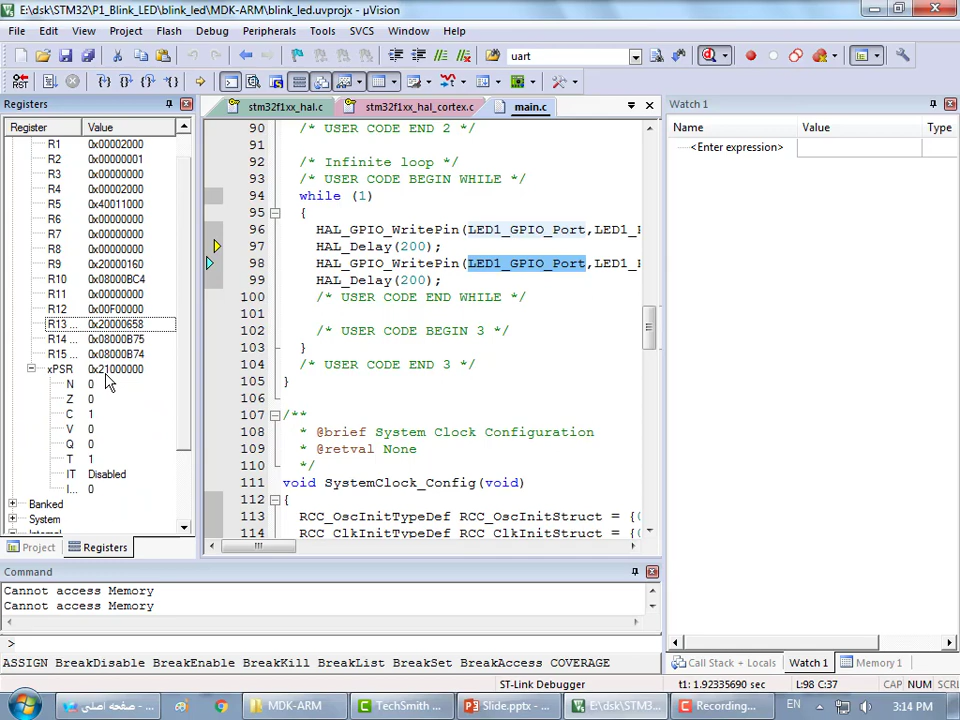 E:\dsk\STM32\P1_Blink_LED\blink_led\MDK-ARM\blink_led.uvprojx - µVision
File Edit View Project Flash Debug Peripherals Tools SVCS Window Help
uart
RST
Registers
Register Value
R1 0x00002000
R2 0x00000001
R3 0x00000000
R4 0x00002000
R5 0x40011000
R6 0x00000000
R7 0x00000000
R8 0x00000000
R9 0x20000160
R10 0x08000BC4
R11 0x00000000
R12 0x00F00000
R13 ... 0x20000658
R14 ... 0x08000B75
R15 ... 0x08000B74
xPSR 0x21000000
N 0
Z 0
C 1
V 0
Q 0
T 1
IT Disabled
I... 0
Banked
System
Project Registers
stm32f1xx_hal.c stm32f1xx_hal_cortex.c main.c
90 /* USER CODE END 2 */
91
92 /* Infinite loop */
93 /* USER CODE BEGIN WHILE */
94 while (1)
95 {
96 HAL_GPIO_WritePin(LED1_GPIO_Port,LED1_
97 HAL_Delay(200);
98 HAL_GPIO_WritePin(LED1_GPIO_Port,LED1_
99 HAL_Delay(200);
100 /* USER CODE END WHILE */
101
102 /* USER CODE BEGIN 3 */
103 }
104 /* USER CODE END 3 */
105 }
106
107 /**
108 * @brief System Clock Configuration
109 * @retval None
110 */
111 void SystemClock_Config(void)
112 {
113 RCC_OscInitTypeDef RCC_OscInitStruct = {
114 RCC_ClkInitTypeDef RCC_ClkInitStruct = {
Watch 1
Name Value Type
<Enter expression>
Command
Cannot access Memory
Cannot access Memory
>
ASSIGN BreakDisable BreakEnable BreakKill BreakList BreakSet BreakAccess COVERAGE
Call Stack + Locals Watch 1 Memory 1
ST-Link Debugger t1: 1.92335690 sec L:98 C:37 CAP NUM
صفحه اصلی - ... MDK-ARM TechSmith ... Slide.pptx - ... E:\dsk\STM3... Recording... EN 3:14 PM